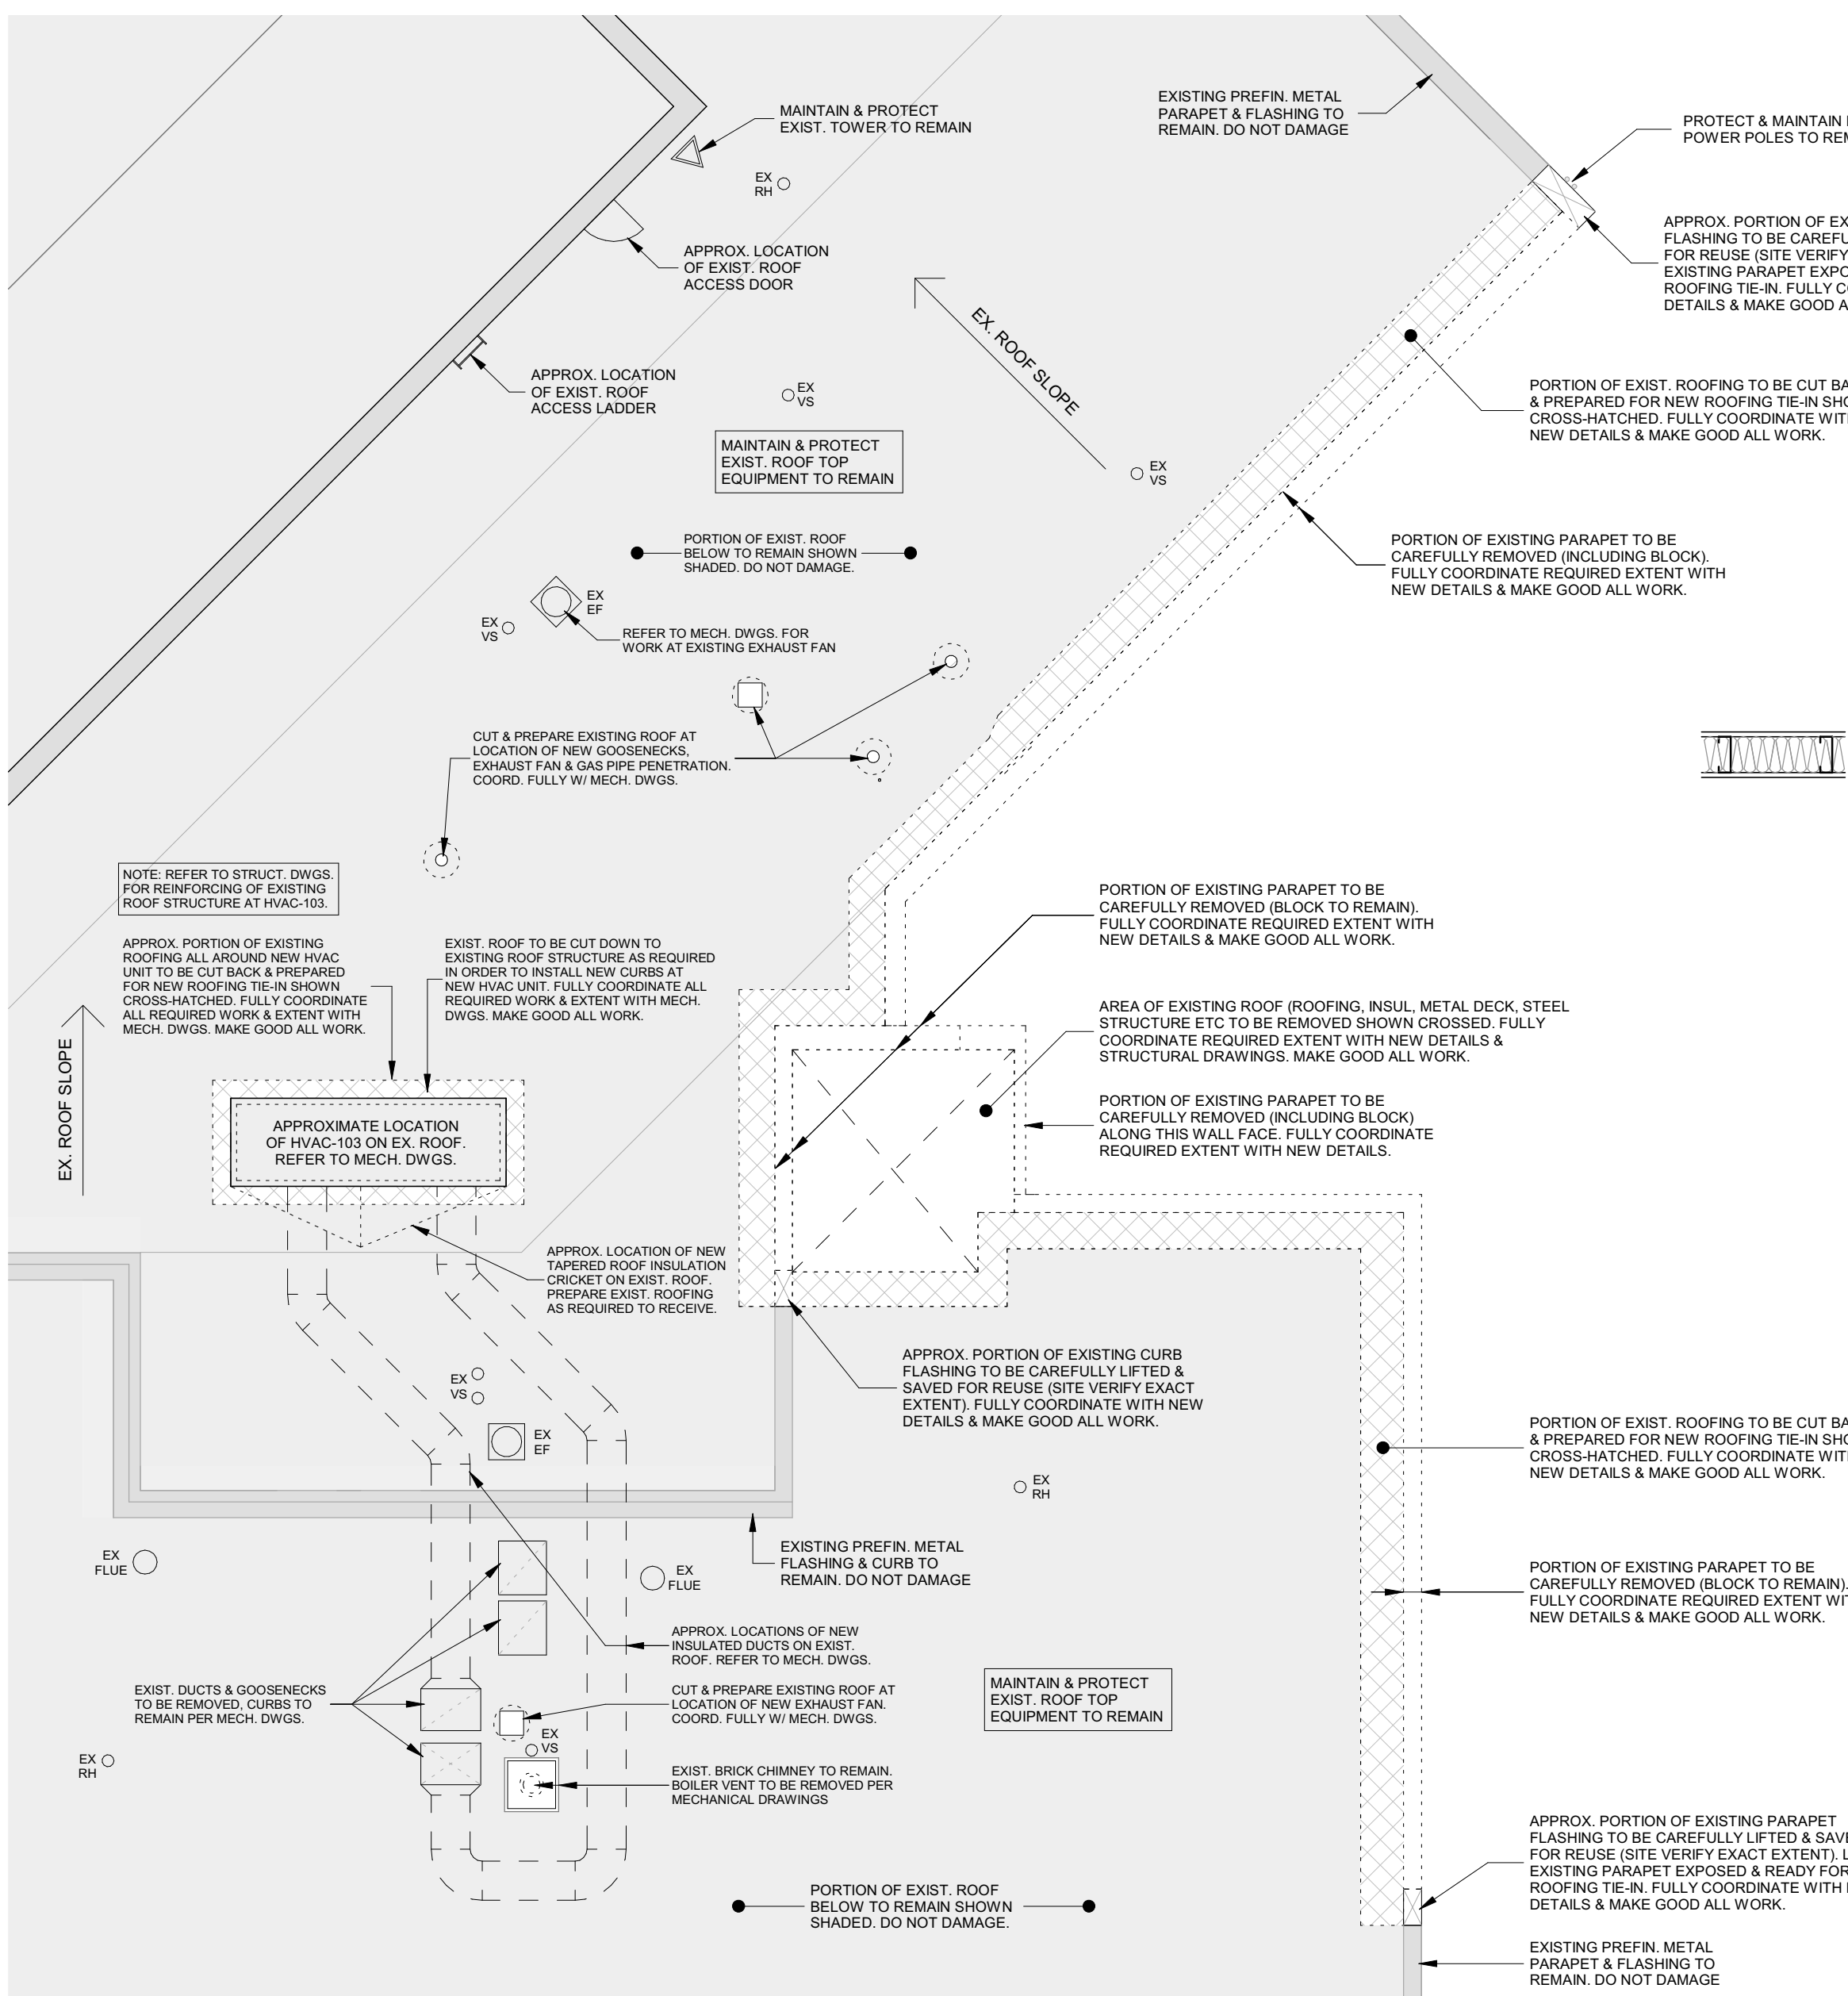 MAINTAIN & PROTECT
EXIST. TOWER TO REMAIN
EXISTING PREFIN. METAL
PARAPET & FLASHING TO
REMAIN. DO NOT DAMAGE
PROTECT & MAINTAIN
POWER POLES TO
EX
RH
APPROX. LOCATION
OF EXIST. ROOF
ACCESS DOOR
APPROX. PORTION OF
FLASHING TO BE
FOR REUSE (SITE VERIFY
EXISTING PARAPET
ROOFING TIE-IN. FULLY
DETAILS & MAKE GOOD
EX. ROOF SLOPE
APPROX. LOCATION
OF EXIST. ROOF
ACCESS LADDER
EX
VS
PORTION OF EXIST. ROOFING TO BE CUT
& PREPARED FOR NEW ROOFING TIE-IN
CROSS-HATCHED. FULLY COORDINATE
NEW DETAILS & MAKE GOOD ALL WORK.
MAINTAIN & PROTECT
EXIST. ROOF TOP
EQUIPMENT TO REMAIN
EX
VS
PORTION OF EXIST. ROOF
BELOW TO REMAIN SHOWN
SHADED. DO NOT DAMAGE.
PORTION OF EXISTING PARAPET TO BE
CAREFULLY REMOVED (INCLUDING BLOCK).
FULLY COORDINATE REQUIRED EXTENT WITH
NEW DETAILS & MAKE GOOD ALL WORK.
EX
EF
EX
VS
REFER TO MECH. DWGS. FOR
WORK AT EXISTING EXHAUST FAN
CUT & PREPARE EXISTING ROOF AT
LOCATION OF NEW GOOSENECKS,
EXHAUST FAN & GAS PIPE PENETRATION.
COORD. FULLY W/ MECH. DWGS.
NOTE: REFER TO STRUCT. DWGS.
FOR REINFORCING OF EXISTING
ROOF STRUCTURE AT HVAC-103.
PORTION OF EXISTING PARAPET TO BE
CAREFULLY REMOVED (BLOCK TO REMAIN).
FULLY COORDINATE REQUIRED EXTENT WITH
NEW DETAILS & MAKE GOOD ALL WORK.
APPROX. PORTION OF EXISTING
ROOFING ALL AROUND NEW HVAC
UNIT TO BE CUT BACK & PREPARED
FOR NEW ROOFING TIE-IN SHOWN
CROSS-HATCHED. FULLY COORDINATE
ALL REQUIRED WORK & EXTENT WITH
MECH. DWGS. MAKE GOOD ALL WORK.
EXIST. ROOF TO BE CUT DOWN TO
EXISTING ROOF STRUCTURE AS REQUIRED
IN ORDER TO INSTALL NEW CURBS AT
NEW HVAC UNIT. FULLY COORDINATE ALL
REQUIRED WORK & EXTENT WITH MECH.
DWGS. MAKE GOOD ALL WORK.
AREA OF EXISTING ROOF (ROOFING, INSUL, METAL DECK, STEEL
STRUCTURE ETC TO BE REMOVED SHOWN CROSSED. FULLY
COORDINATE REQUIRED EXTENT WITH NEW DETAILS &
STRUCTURAL DRAWINGS. MAKE GOOD ALL WORK.
EX. ROOF SLOPE
APPROXIMATE LOCATION
OF HVAC-103 ON EX. ROOF.
REFER TO MECH. DWGS.
PORTION OF EXISTING PARAPET TO BE
CAREFULLY REMOVED (INCLUDING BLOCK)
ALONG THIS WALL FACE. FULLY COORDINATE
REQUIRED EXTENT WITH NEW DETAILS.
APPROX. LOCATION OF NEW
TAPERED ROOF INSULATION
CRICKET ON EXIST. ROOF.
PREPARE EXIST. ROOFING
AS REQUIRED TO RECEIVE.
APPROX. PORTION OF EXISTING CURB
FLASHING TO BE CAREFULLY LIFTED &
SAVED FOR REUSE (SITE VERIFY EXACT
EXTENT). FULLY COORDINATE WITH NEW
DETAILS & MAKE GOOD ALL WORK.
EX
VS
EX
EF
PORTION OF EXIST. ROOFING TO BE CUT
& PREPARED FOR NEW ROOFING TIE-IN
CROSS-HATCHED. FULLY COORDINATE
NEW DETAILS & MAKE GOOD ALL WORK.
EX
RH
EXISTING PREFIN. METAL
FLASHING & CURB TO
REMAIN. DO NOT DAMAGE
EX
FLUE
EX
FLUE
PORTION OF EXISTING PARAPET TO BE
CAREFULLY REMOVED (BLOCK TO REMAIN).
FULLY COORDINATE REQUIRED EXTENT
NEW DETAILS & MAKE GOOD ALL WORK.
APPROX. LOCATIONS OF NEW
INSULATED DUCTS ON EXIST.
ROOF. REFER TO MECH. DWGS.
EXIST. DUCTS & GOOSENECKS
TO BE REMOVED, CURBS TO
REMAIN PER MECH. DWGS.
CUT & PREPARE EXISTING ROOF AT
LOCATION OF NEW EXHAUST FAN.
COORD. FULLY W/ MECH. DWGS.
MAINTAIN & PROTECT
EXIST. ROOF TOP
EQUIPMENT TO REMAIN
EX
VS
EX
RH
EXIST. BRICK CHIMNEY TO REMAIN.
BOILER VENT TO BE REMOVED PER
MECHANICAL DRAWINGS
APPROX. PORTION OF EXISTING PARAPET
FLASHING TO BE CAREFULLY LIFTED &
FOR REUSE (SITE VERIFY EXACT EXTENT).
EXISTING PARAPET EXPOSED & READY FOR
ROOFING TIE-IN. FULLY COORDINATE WITH
DETAILS & MAKE GOOD ALL WORK.
PORTION OF EXIST. ROOF
BELOW TO REMAIN SHOWN
SHADED. DO NOT DAMAGE.
EXISTING PREFIN. METAL
PARAPET & FLASHING TO
REMAIN. DO NOT DAMAGE